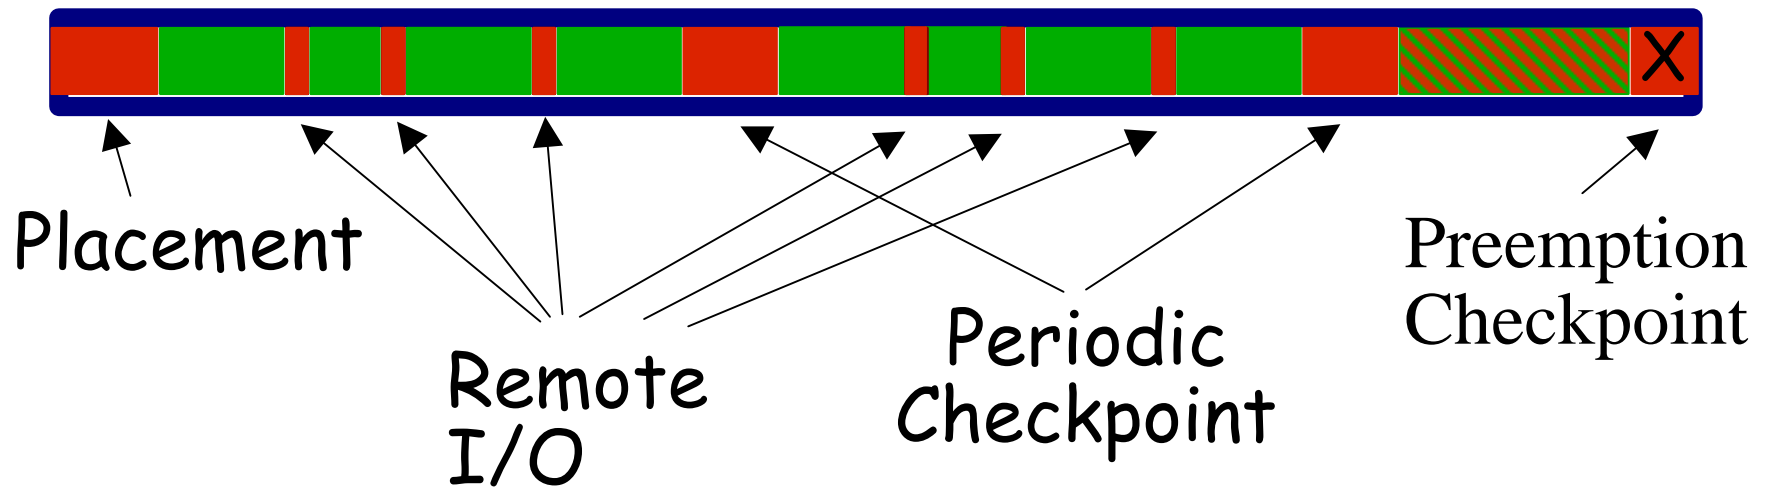 X
Placement
Remote
I/O
Periodic
Checkpoint
Preemption
Checkpoint